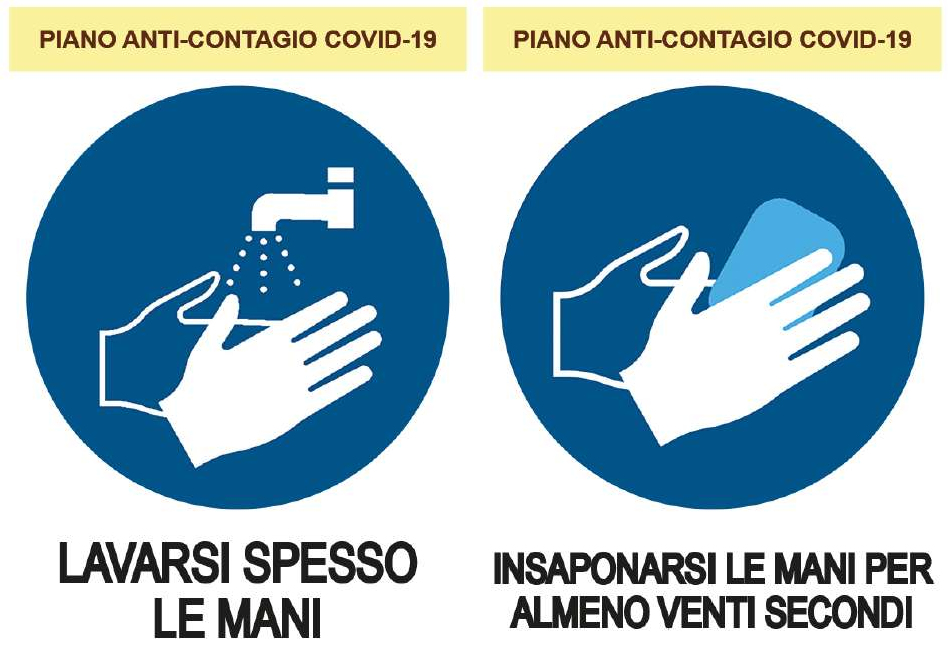 PIANO ANTI-CONTAGIO COVID-19
LAVARSI SPESSO
LE MANI
PIANO ANTI-CONTAGIO COVID-19
INSAPONARSI LE MANI PER
ALMENO VENTI SECONDI